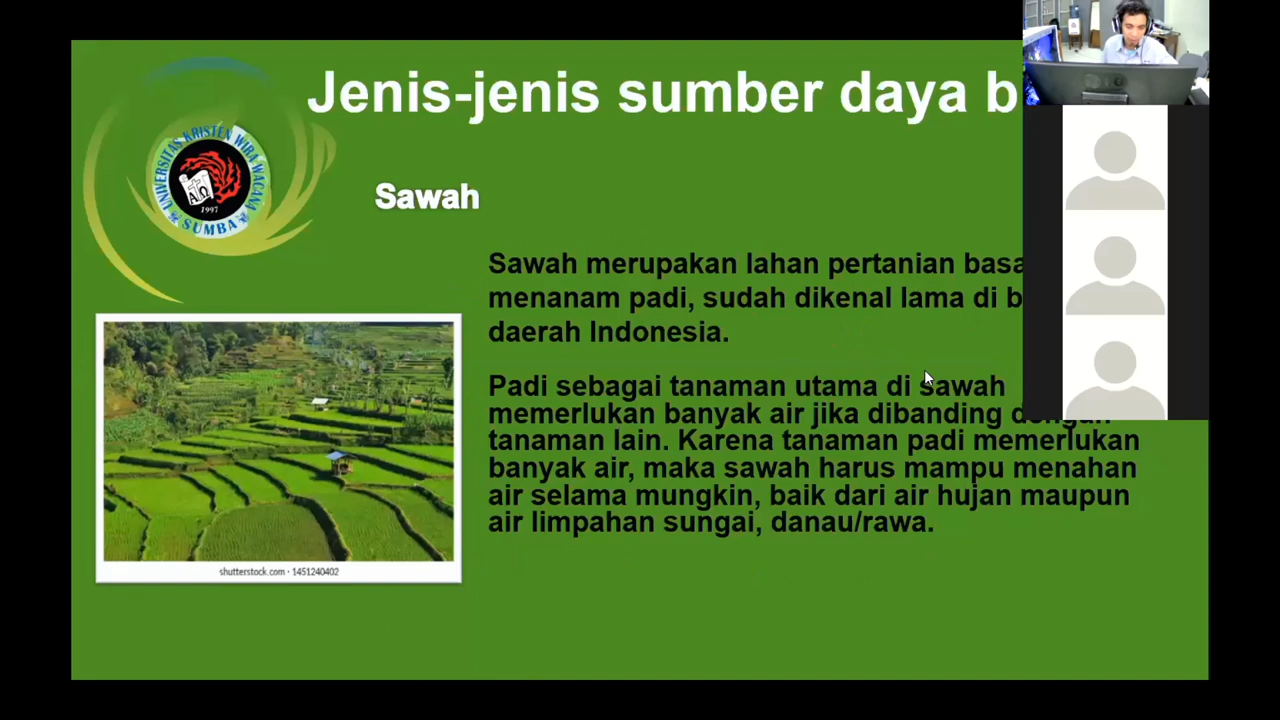 Jenis-jenis sumber daya
UNIVERSITAS KRISTEN WIRA WACANA
ΑΩ
1997
SUMBA
Sawah
Sawah merupakan lahan pertanian
menanam padi, sudah dikenal lama di
daerah Indonesia.
Padi sebagai tanaman utama di sawah
memerlukan banyak air jika dibanding dengan
tanaman lain. Karena tanaman padi memerlukan
banyak air, maka sawah harus mampu menahan
air selama mungkin, baik dari air hujan maupun
air limpahan sungai, danau/rawa.
shutterstock.com · 1451240402